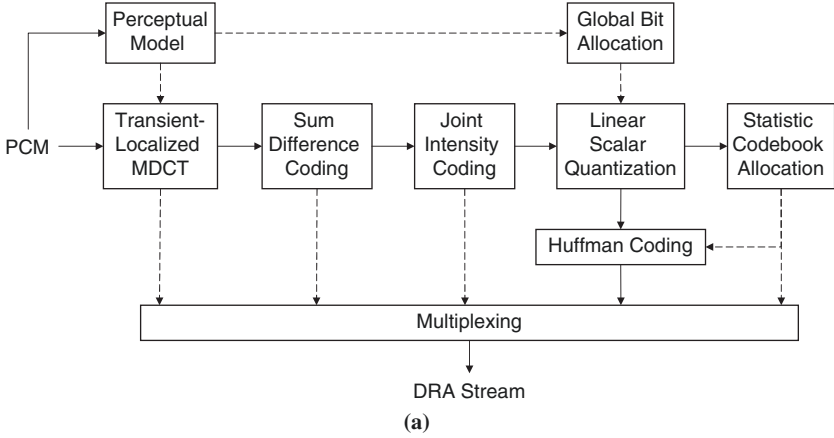 Perceptual
Model
Global Bit
Allocation
PCM
Transient-
Localized
MDCT
Sum
Difference
Coding
Joint
Intensity
Coding
Linear
Scalar
Quantization
Statistic
Codebook
Allocation
Huffman Coding
Multiplexing
DRA Stream
(a)